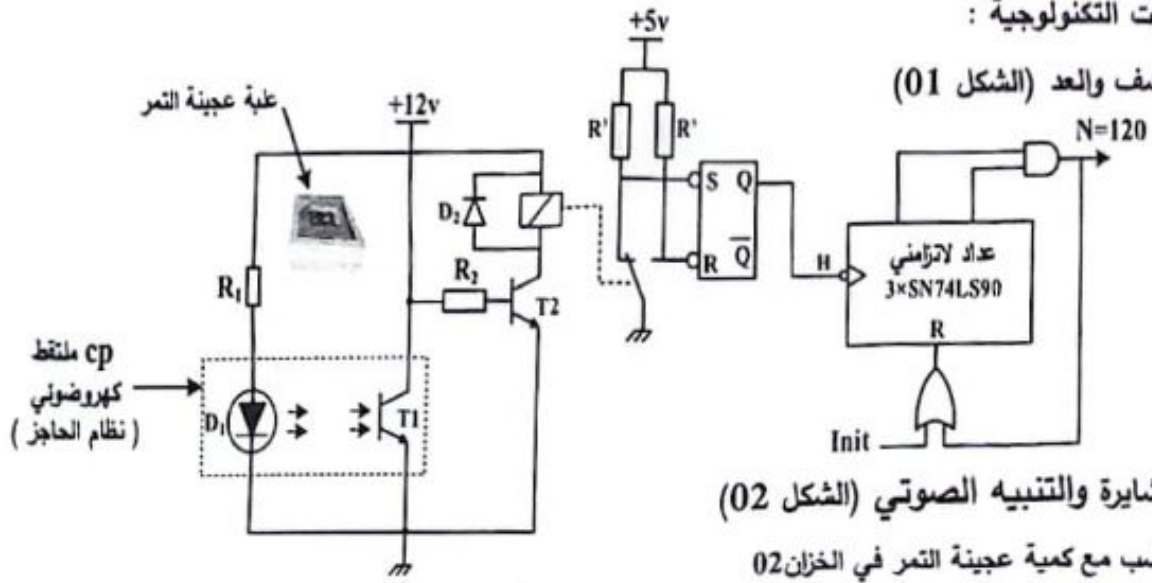 ت التكنولوجية :
+5v
شف والعد (الشكل 01)
علبة عجينة التمر
+12v
R'
R'
N=120
D₂
S Q
R Q̅
R₂
T2
H
عداد لاتزامني
3×SN74LS90
R
R₁
cp ملتقط
كهروضوئي
( نظام الحاجز )
D₁
T1
Init
شايرة والتنبيه الصوتي (الشكل 02)
سب مع كمية عجينة التمر في الخزان02